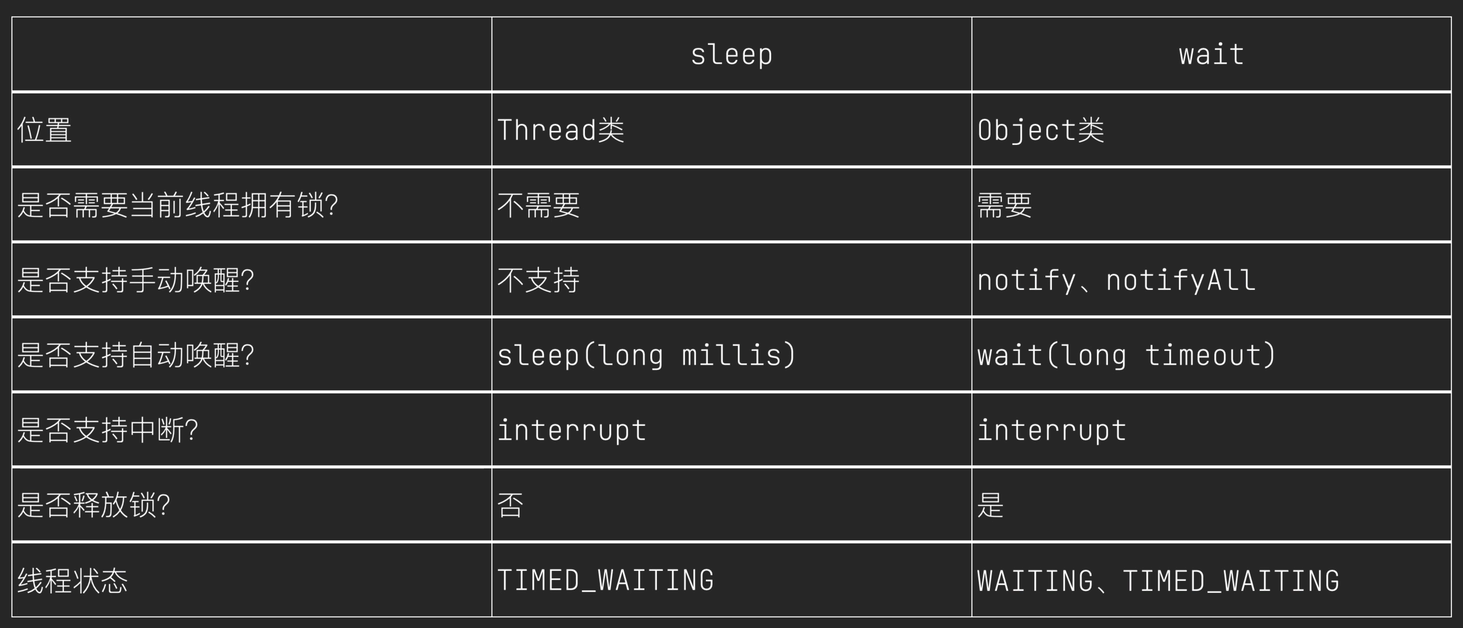 sleep wait
位置 Thread类 Object类
是否需要当前线程拥有锁? 不需要 需要
是否支持手动唤醒? 不支持 notify、notifyAll
是否支持自动唤醒? sleep(long millis) wait(long timeout)
是否支持中断? interrupt interrupt
是否释放锁? 否 是
线程状态 TIMED_WAITING WAITING、TIMED_WAITING